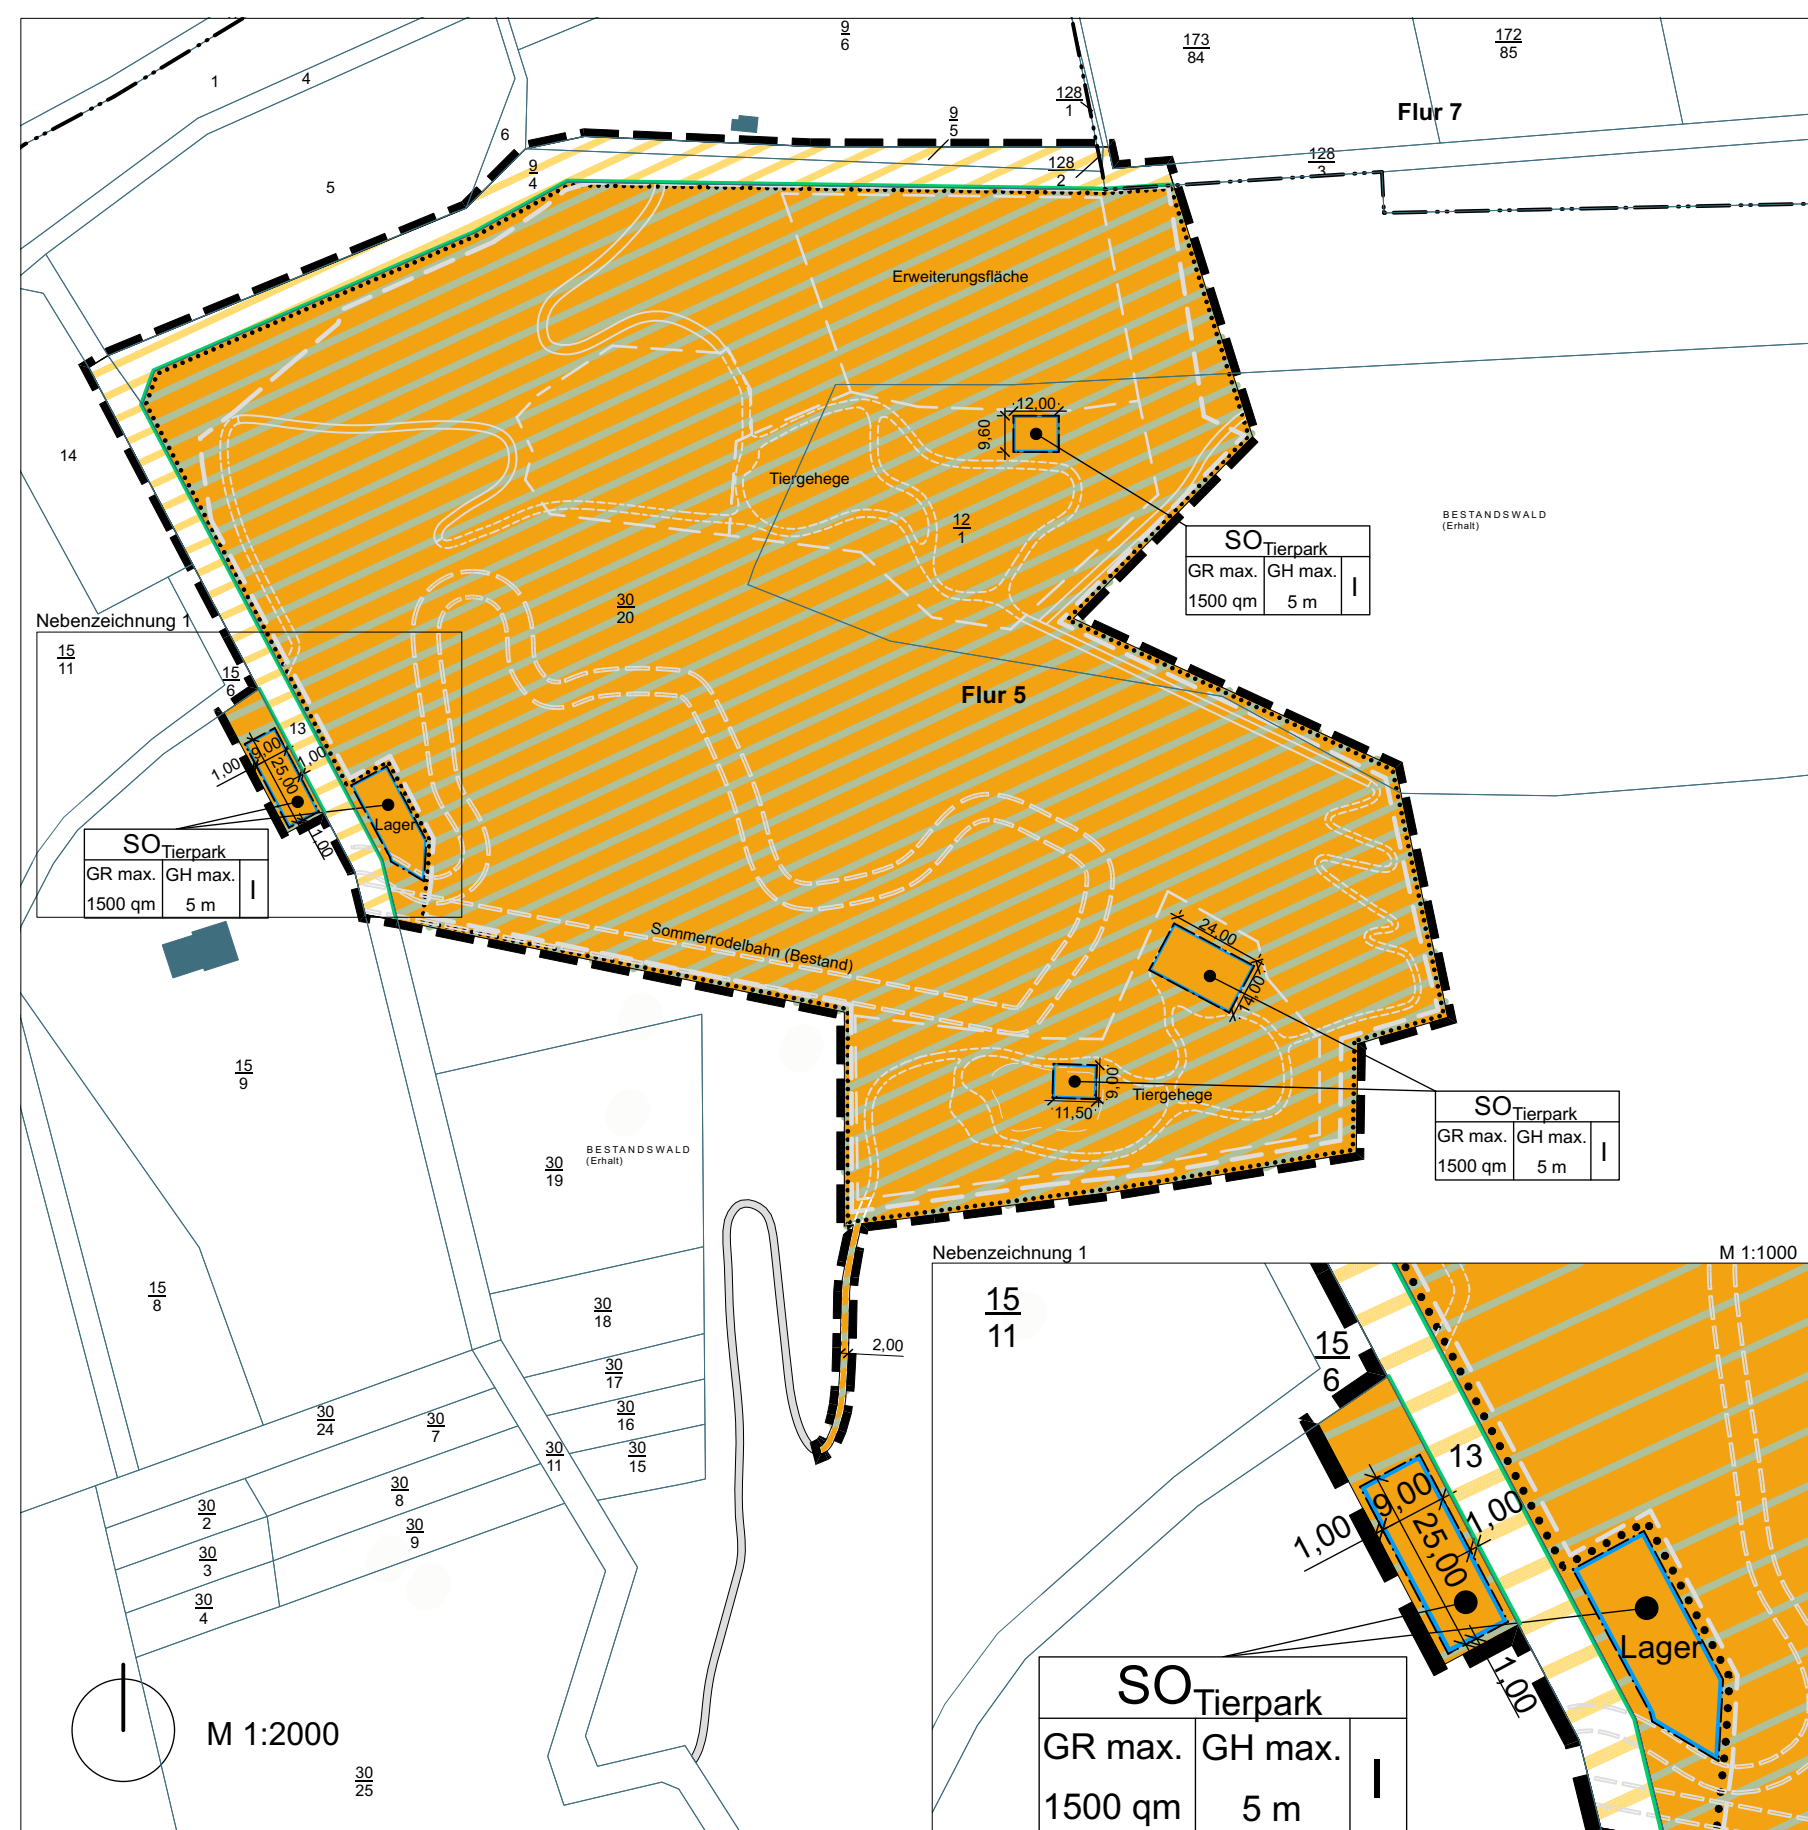 9
6
173
84
172
85
1
4
128
1
Flur 7
9
5
6
9
4
128
2
128
3
5
Erweiterungsfläche
12,00
9,60
14
Tiergehege
12
1
BESTANDSWALD
(Erhalt)
SO Tierpark
GR max.
GH max.
I
1500 qm
5 m
30
20
Nebenzeichnung 1
15
11
15
6
Flur 5
13
9,00
1,00
1,00
25,00
Lager
1,00
SO Tierpark
GR max.
GH max.
I
1500 qm
5 m
Sommerrodelbahn (Bestand)
24,00
14,00
9,00
11,50
Tiergehege
SO Tierpark
GR max.
GH max.
I
1500 qm
5 m
15
9
BESTANDSWALD
(Erhalt)
30
19
15
8
30
18
2,00
30
17
30
16
30
15
30
24
30
7
30
11
30
8
30
2
30
9
30
3
30
4
M 1:2000
30
25
Nebenzeichnung 1
M 1:1000
15
11
15
6
13
9,00
1,00
1,00
25,00
Lager
1,00
SO Tierpark
GR max.
GH max.
I
1500 qm
5 m